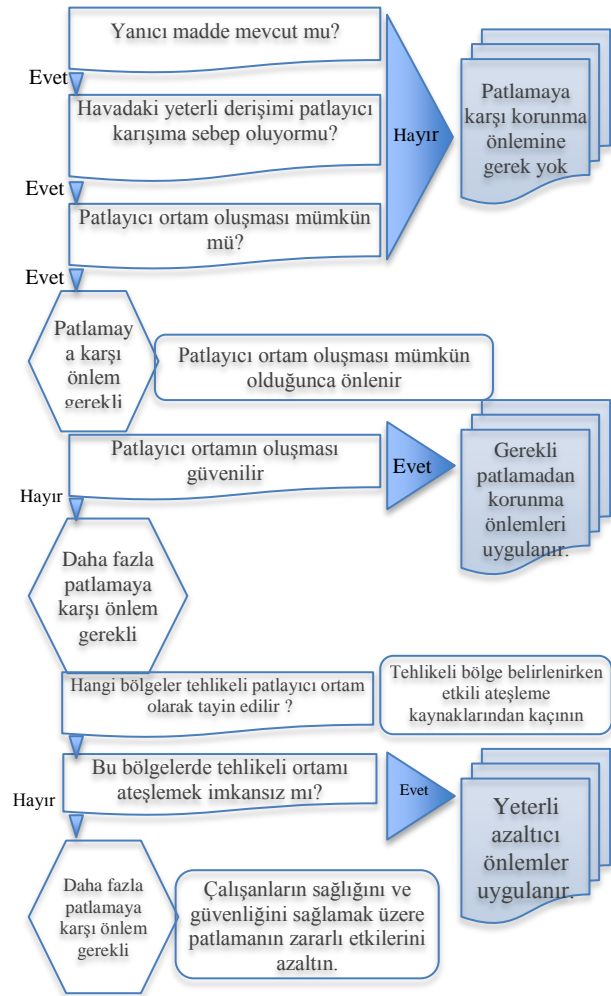 Yanıcı madde mevcut mu?
Evet
Havadaki yeterli derişimi patlayıcı
karışıma sebep oluyormu?
Hayır
Patlamaya
karşı korunma
önlemine
gerek yok
Evet
Patlayıcı ortam oluşması mümkün
mü?
Evet
Patlamay
a karşı
önlem
gerekli
Patlayıcı ortam oluşması mümkün
olduğunca önlenir
Patlayıcı ortamın oluşması
güvenilir
Evet
Gerekli
patlamadan
korunma
önlemleri
uygulanır.
Hayır
Daha fazla
patlamaya
karşı önlem
gerekli
Hangi bölgeler tehlikeli patlayıcı ortam
olarak tayin edilir ?
Tehlikeli bölge belirlenirken
etkili ateşleme
kaynaklarından kaçının
Bu bölgelerde tehlikeli ortamı
ateşlemek imkansız mı?
Evet
Yeterli
azaltıcı
önlemler
uygulanır.
Hayır
Daha fazla
patlamaya
karşı önlem
gerekli
Çalışanların sağlığını ve
güvenliğini sağlamak üzere
patlamanın zararlı etkilerini
azaltın.